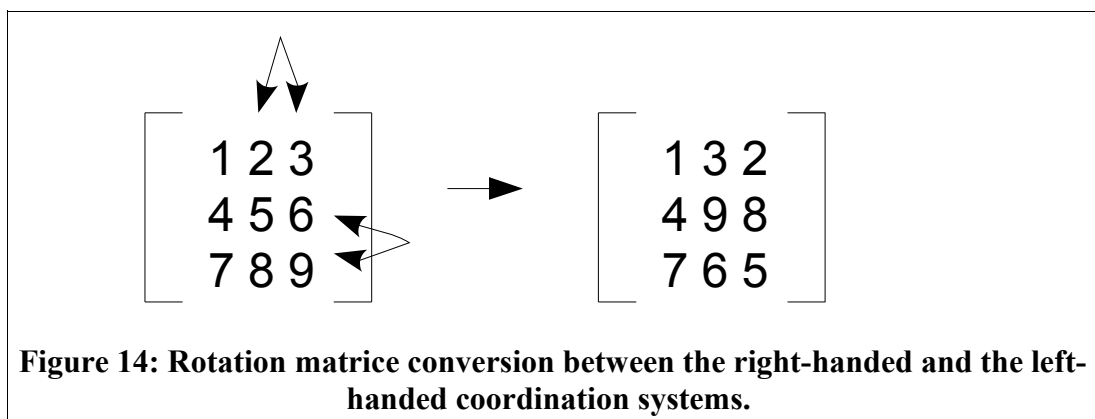 1 2 3
4 5 6
7 8 9
1 3 2
4 9 8
7 6 5
Figure 14: Rotation matrice conversion between the right-handed and the left-
handed coordination systems.